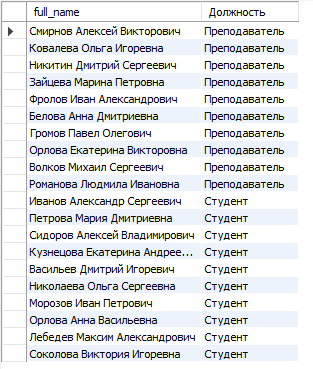 full_name Должность
Смирнов Алексей Викторович Преподаватель
Ковалева Ольга Игоревна Преподаватель
Никитин Дмитрий Сергеевич Преподаватель
Зайцева Марина Петровна Преподаватель
Фролов Иван Александрович Преподаватель
Белова Анна Дмитриевна Преподаватель
Громов Павел Олегович Преподаватель
Орлова Екатерина Викторовна Преподаватель
Волков Михаил Сергеевич Преподаватель
Романова Людмила Ивановна Преподаватель
Иванов Александр Сергеевич Студент
Петрова Мария Дмитриевна Студент
Сидоров Алексей Владимирович Студент
Кузнецова Екатерина Андрее... Студент
Васильев Дмитрий Игоревич Студент
Николаева Ольга Сергеевна Студент
Морозов Иван Петрович Студент
Орлова Анна Васильевна Студент
Лебедев Максим Александрович Студент
Соколова Виктория Игоревна Студент